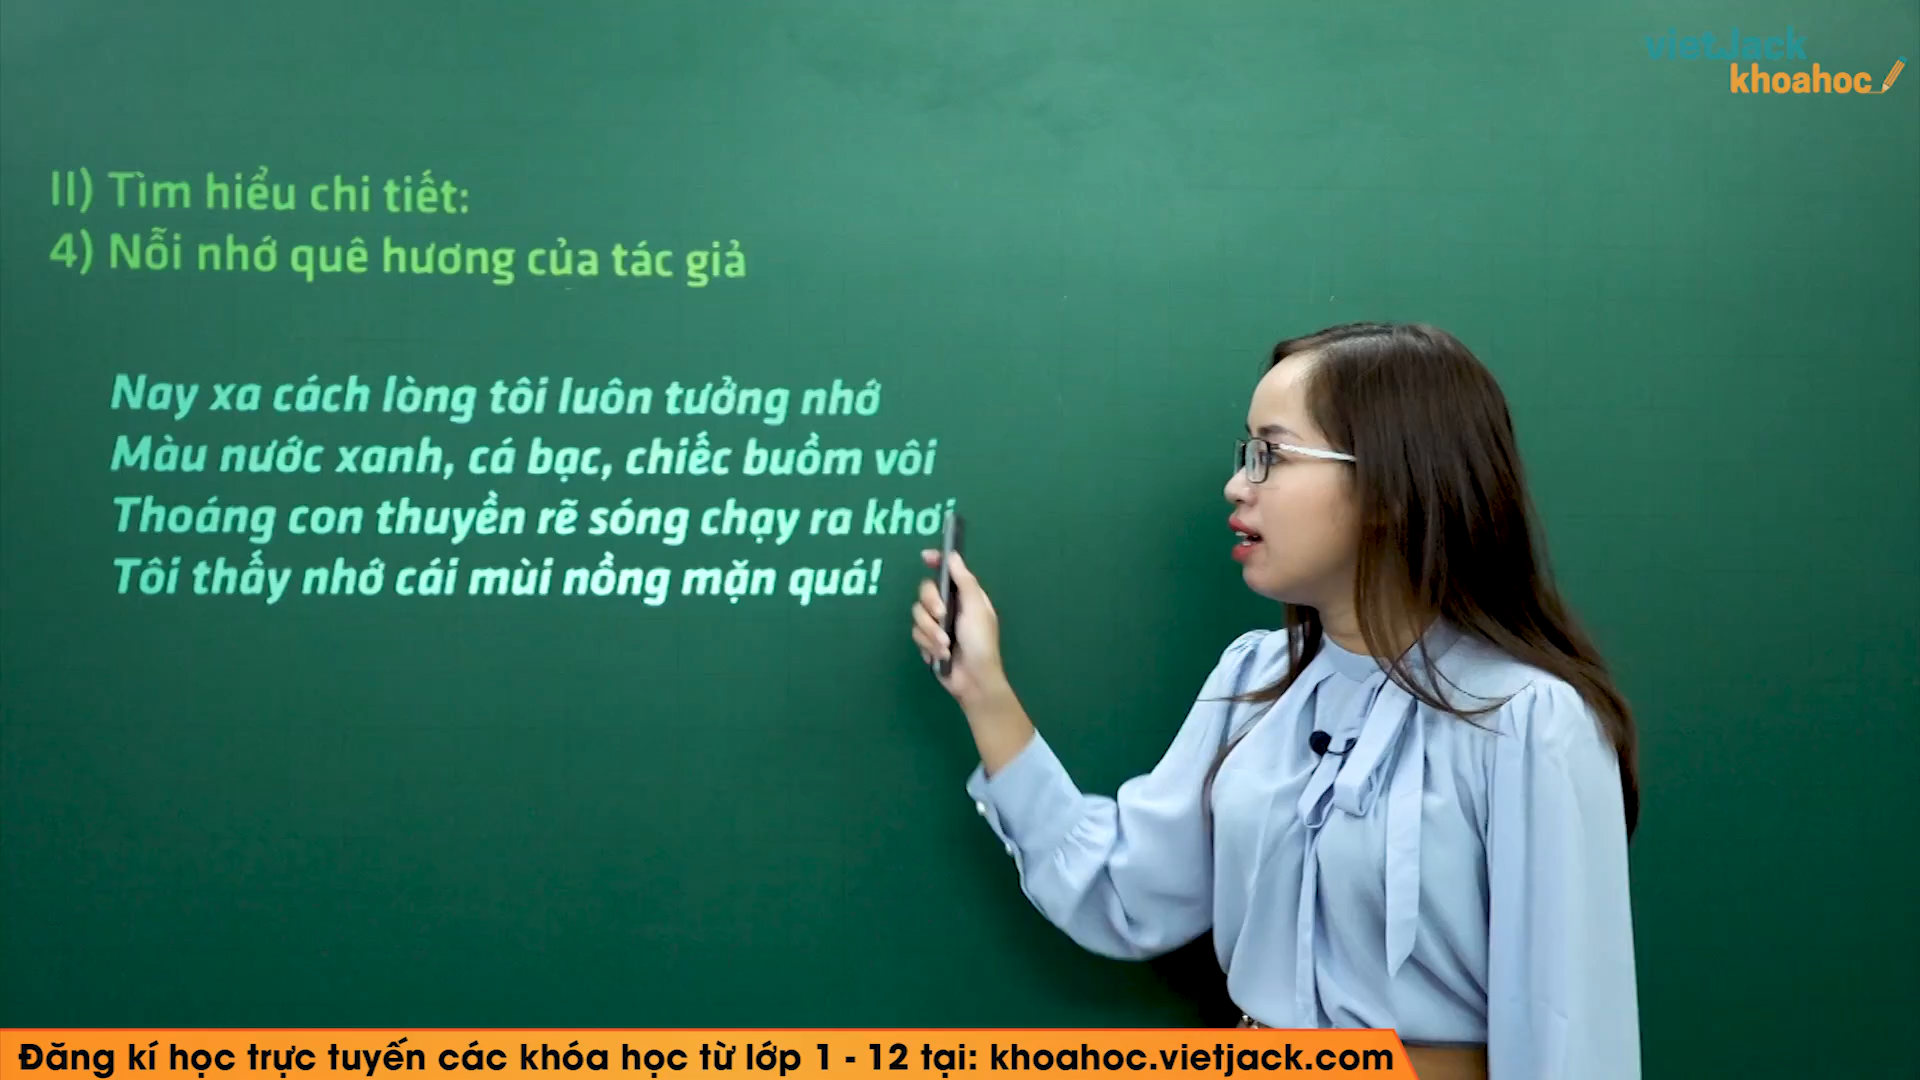 vietJack
khoahoc
II) Tìm hiểu chi tiết:
4) Nỗi nhớ quê hương của tác giả
Nay xa cách lòng tôi luôn tưởng nhớ
Màu nước xanh, cá bạc, chiếc buồm vôi
Thoáng con thuyền rẽ sóng chạy ra khơi
Tôi thấy nhớ cái mùi nồng mặn quá!
Đăng kí học trực tuyến các khóa học từ lớp 1 - 12 tại: khoahoc.vietjack.com